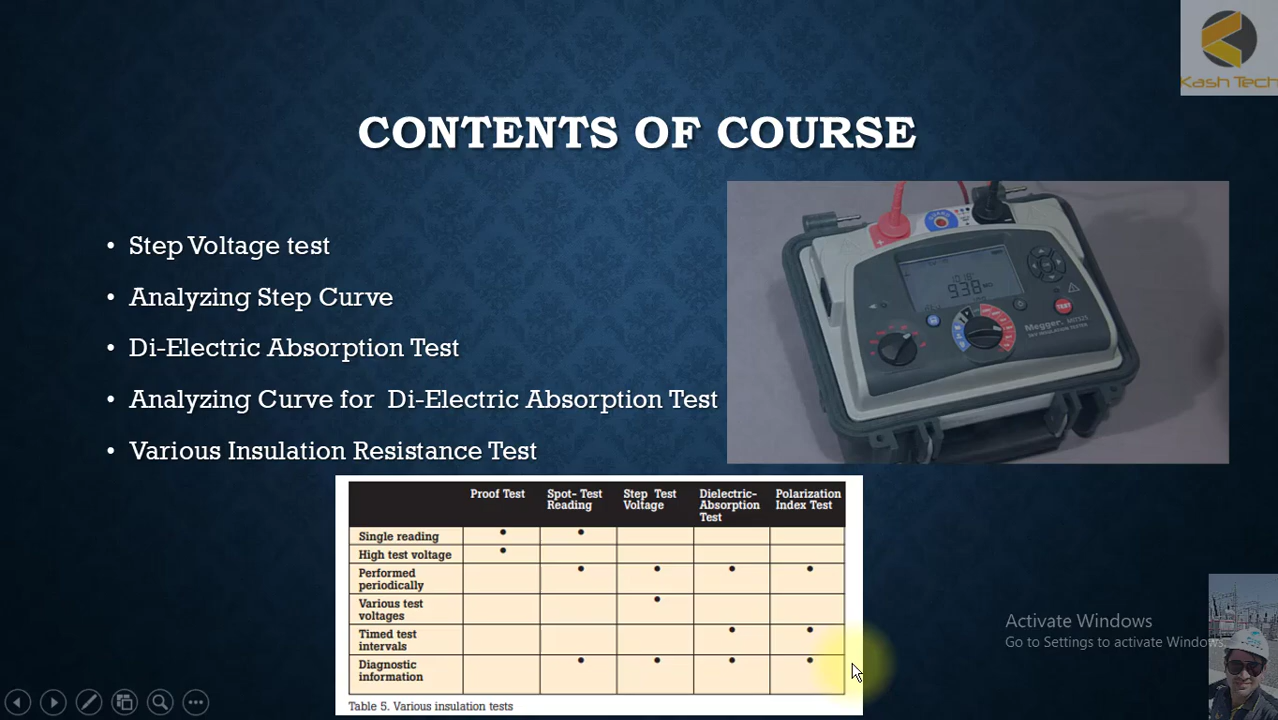 Kash Tech
CONTENTS OF COURSE
• Step Voltage test
• Analyzing Step Curve
• Di-Electric Absorption Test
• Analyzing Curve for Di-Electric Absorption Test
• Various Insulation Resistance Test
GUARD
938
Megger
TEST
Proof Test
Spot- Test
Reading
Step Test
Voltage
Dielectric-
Absorption
Test
Polarization
Index Test
Single reading
High test voltage
Performed
periodically
Various test
voltages
Timed test
intervals
Diagnostic
information
Table 5. Various insulation tests
Activate Windows
Go to Settings to activate Windows.